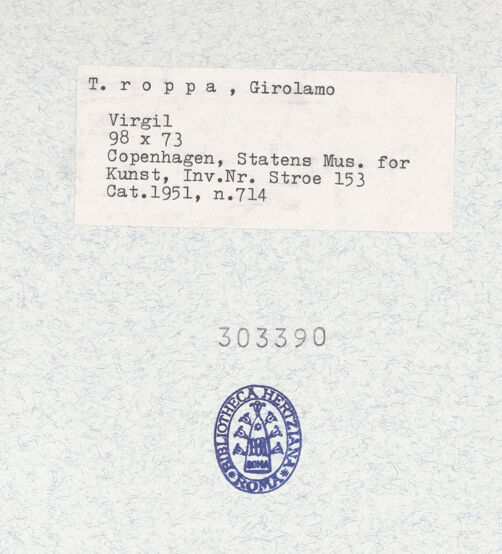 T. r o p p a , Girolamo
Virgil
98 x 73
Copenhagen, Statens Mus. for
Kunst, Inv.Nr. Stroe 153
Cat.1951, n.714
303390
BIBLIOTHECA HERTZIANA
ROMA